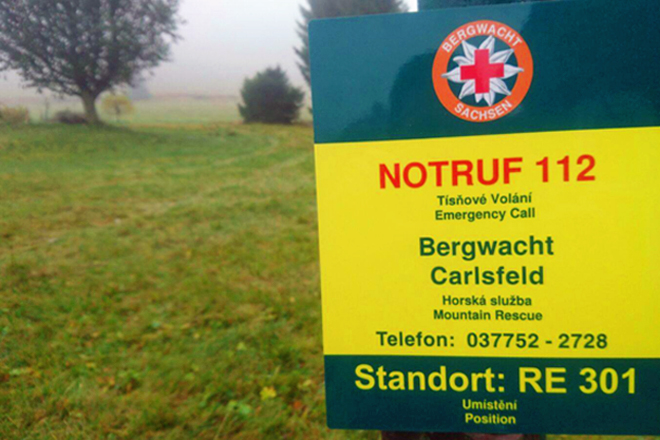 BERGWACHT
SACHSEN
NOTRUF 112
Tísňové Volání
Emergency Call
Bergwacht
Carlsfeld
Horská služba
Mountain Rescue
Telefon: 037752 - 2728
Standort: RE 301
Umístění
Position